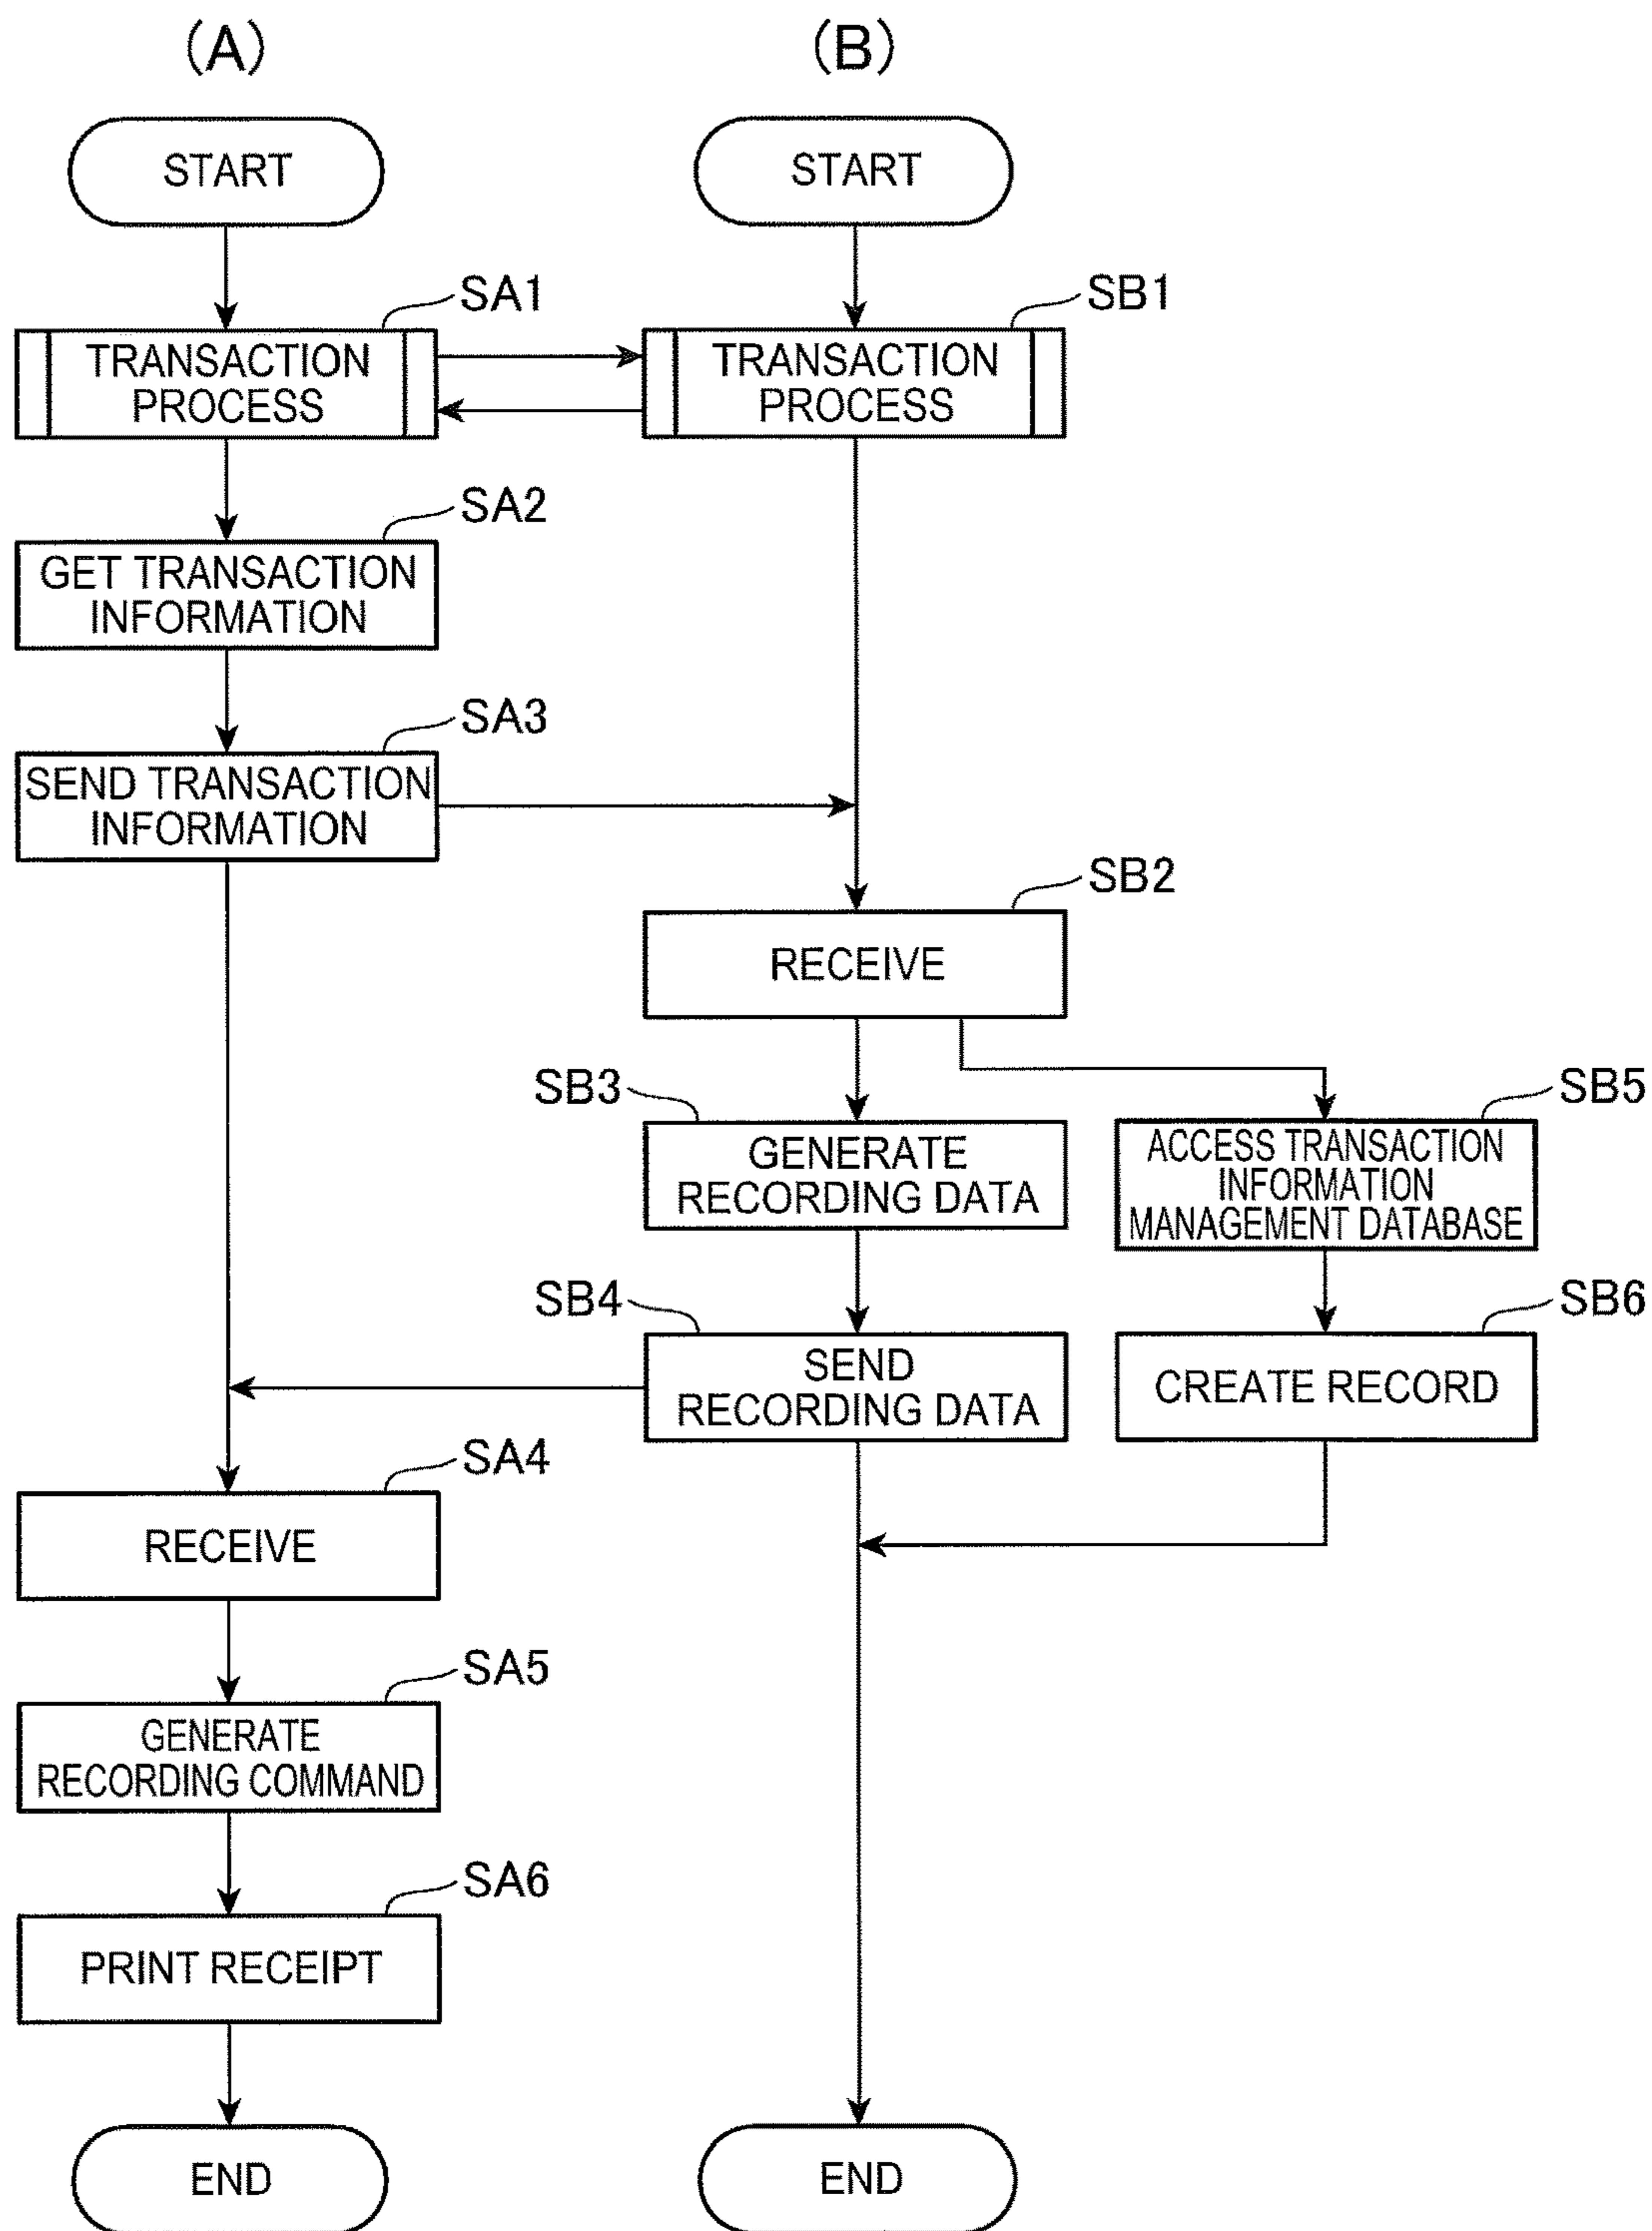 (A)
(B)
START
START
SA1
SB1
TRANSACTION
PROCESS
TRANSACTION
PROCESS
SA2
GET TRANSACTION
INFORMATION
SA3
SEND TRANSACTION
INFORMATION
SB2
RECEIVE
SB3
SB5
GENERATE
RECORDING DATA
ACCESS TRANSACTION
INFORMATION
MANAGEMENT DATABASE
SB4
SB6
SEND
RECORDING DATA
CREATE RECORD
SA4
RECEIVE
SA5
GENERATE
RECORDING COMMAND
SA6
PRINT RECEIPT
END
END